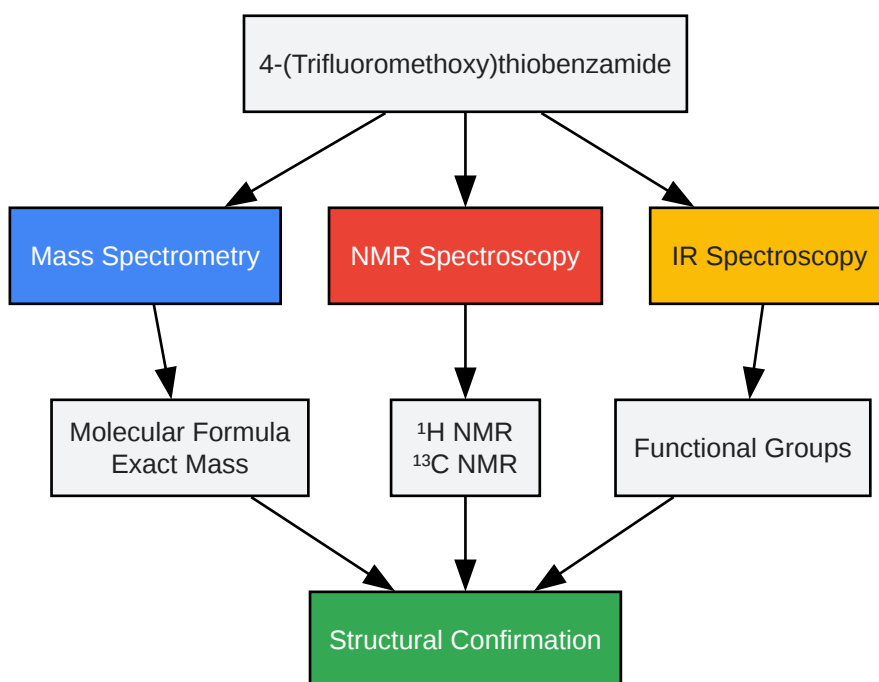 4-(Trifluoromethoxy)thiobenzamide
Mass Spectrometry
NMR Spectroscopy
IR Spectroscopy
Molecular Formula
Exact Mass
¹H NMR
¹³C NMR
Functional Groups
Structural Confirmation